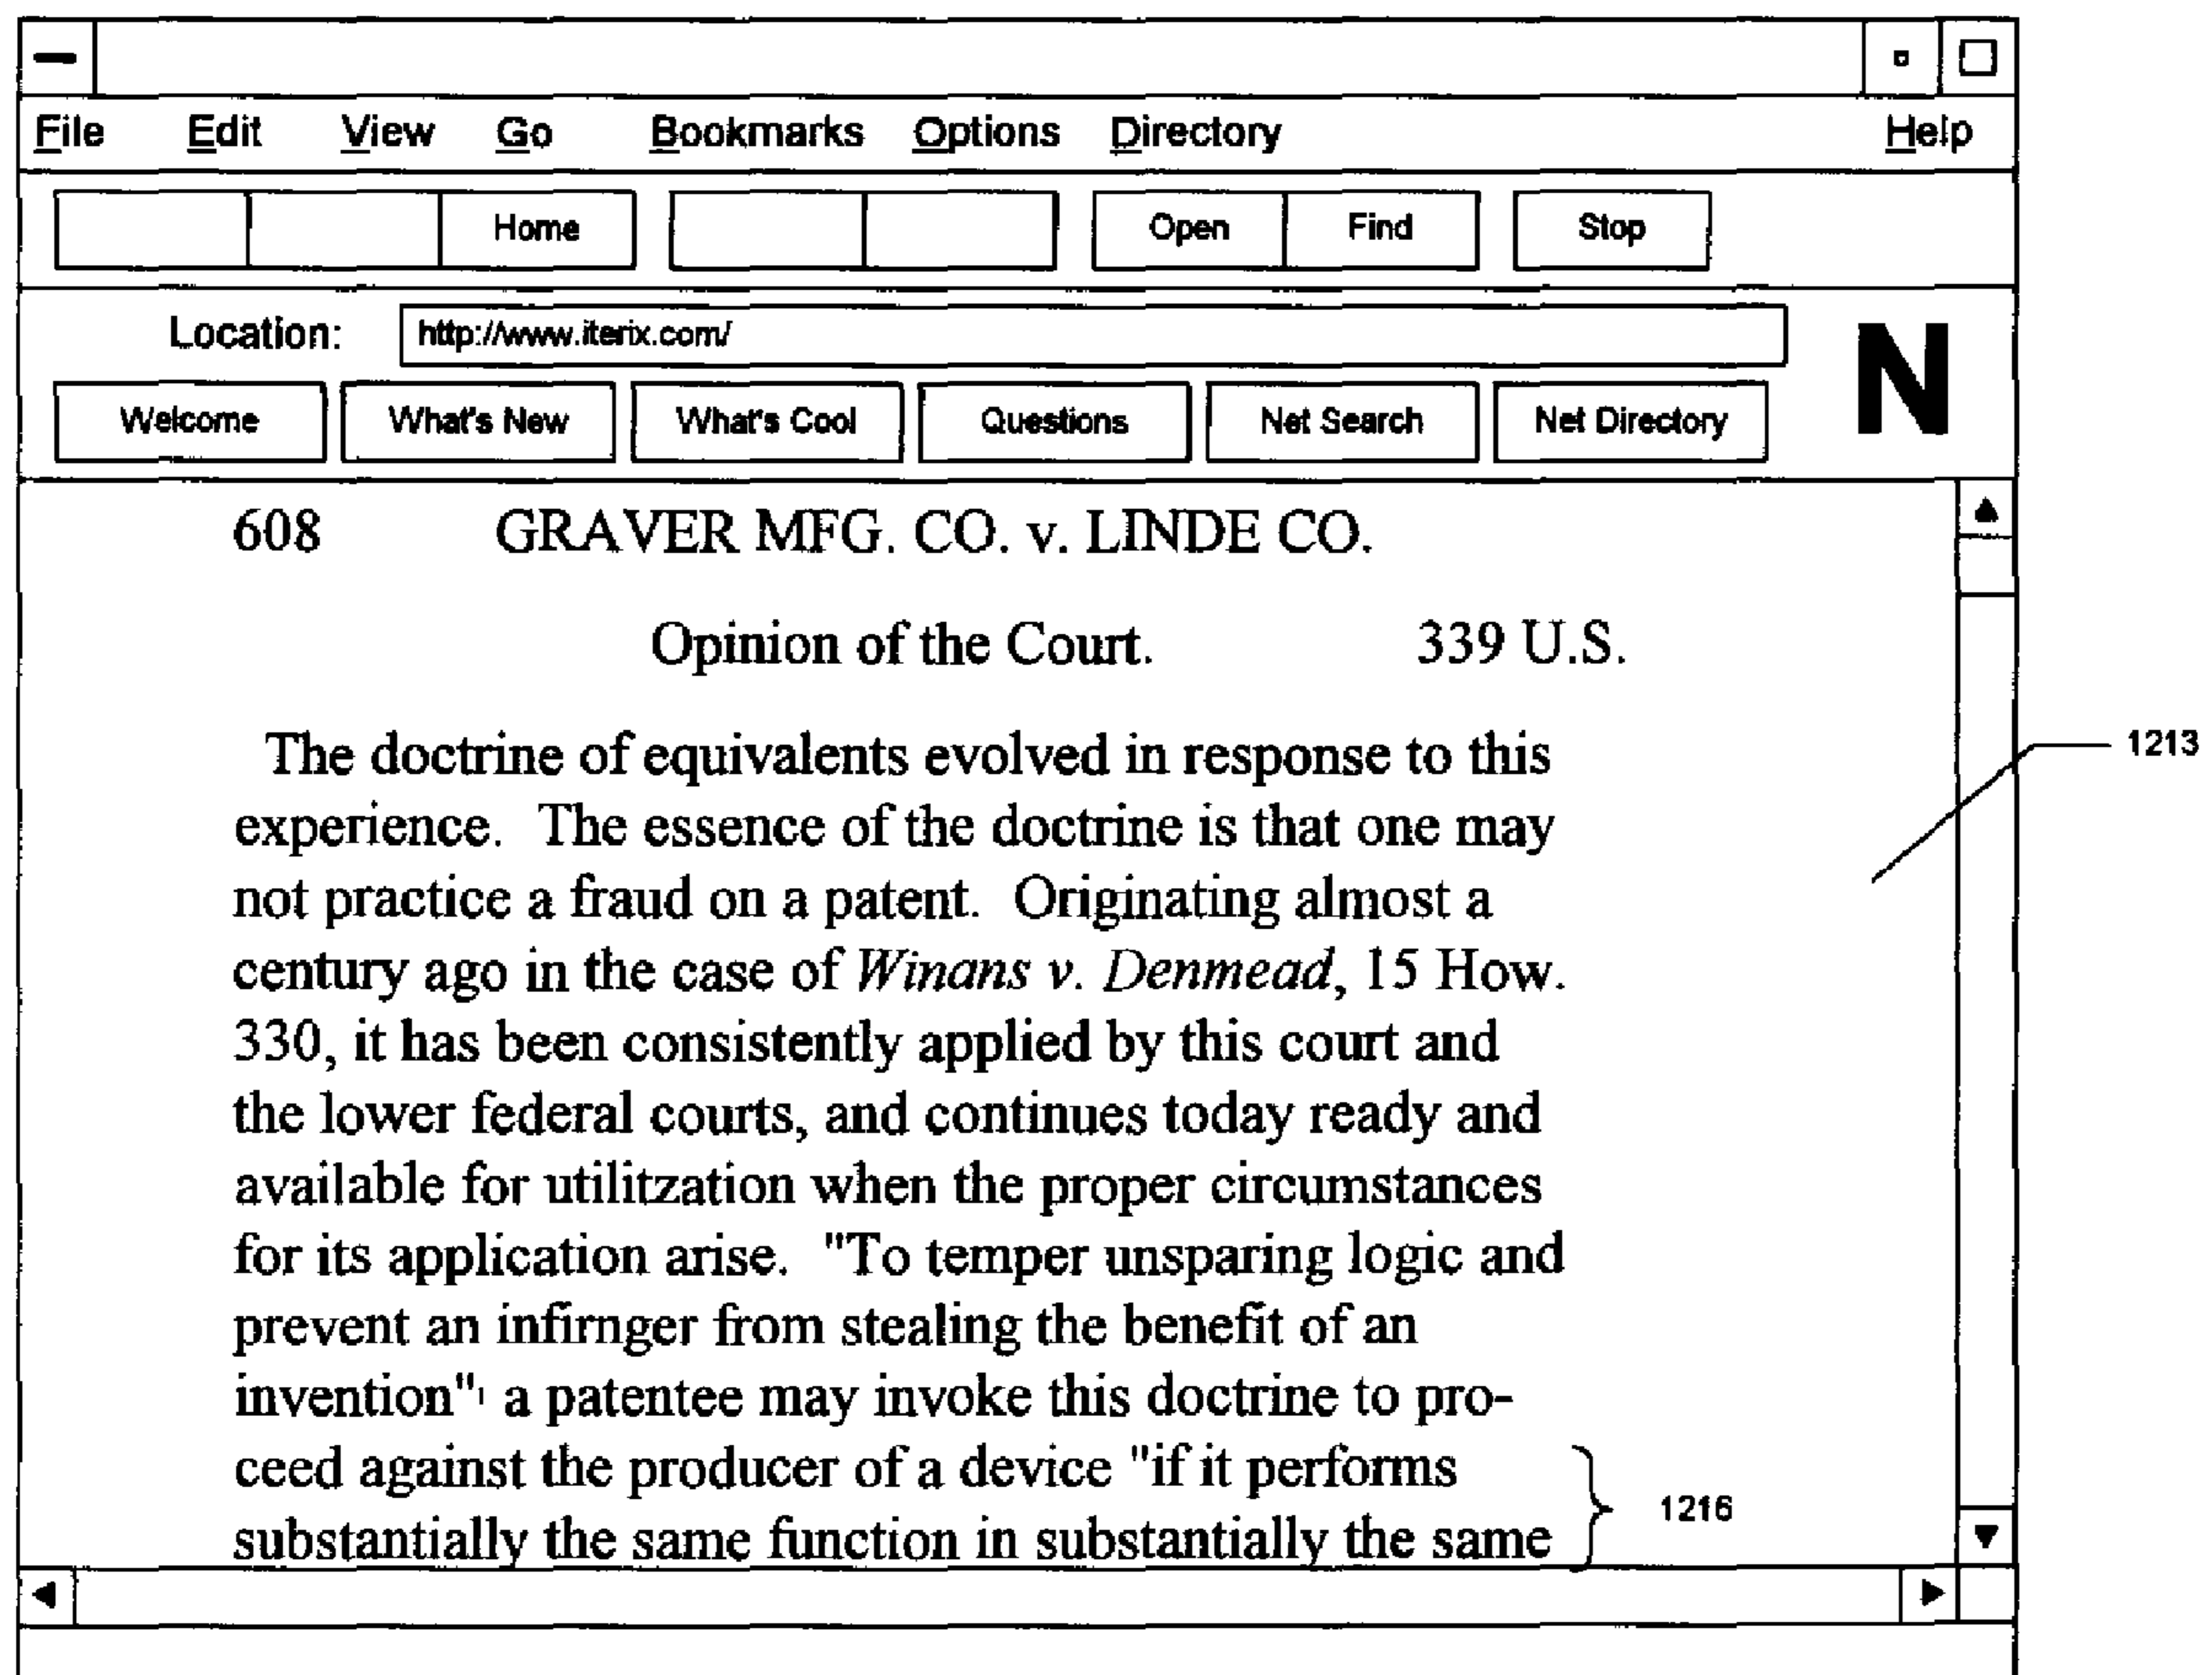 File Edit View Go Bookmarks Options Directory Help
Home Open Find Stop
Location: http://www.iterix.com/
N
Welcome What's New What's Cool Questions Net Search Net Directory
608 GRAVER MFG. CO. v. LINDE CO.
Opinion of the Court. 339 U.S.
The doctrine of equivalents evolved in response to this
1213
experience. The essence of the doctrine is that one may
not practice a fraud on a patent. Originating almost a
century ago in the case of Winans v. Denmead, 15 How.
330, it has been consistently applied by this court and
the lower federal courts, and continues today ready and
available for utilitzation when the proper circumstances
for its application arise. "To temper unsparing logic and
prevent an infirnger from stealing the benefit of an
invention"¹ a patentee may invoke this doctrine to pro-
ceed against the producer of a device "if it performs
1216
substantially the same function in substantially the same